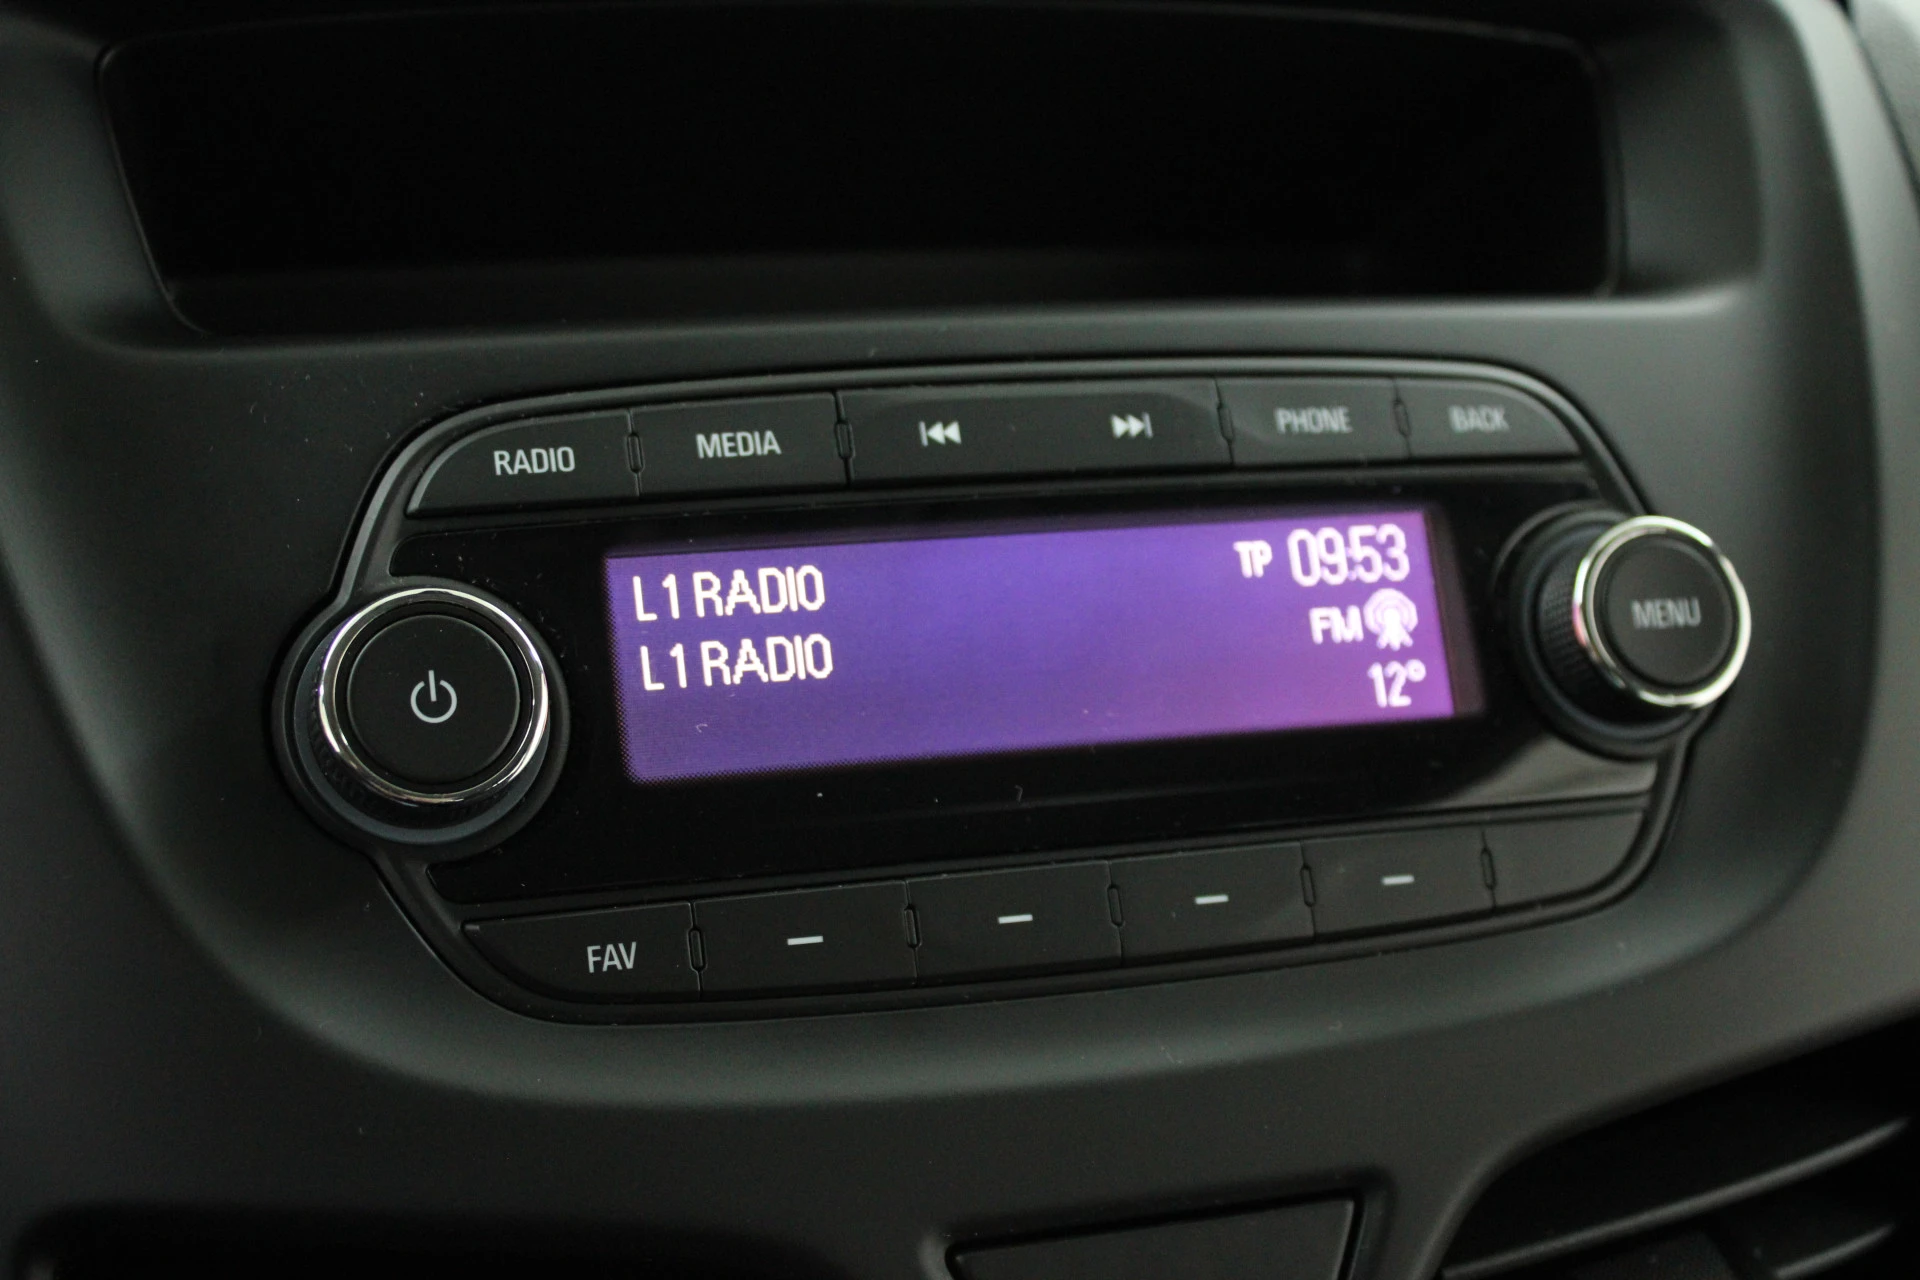 RADIO MEDIA PHONE BACK
L1 RADIO TP 09:53
L1 RADIO FM
12°
MENU
FAV